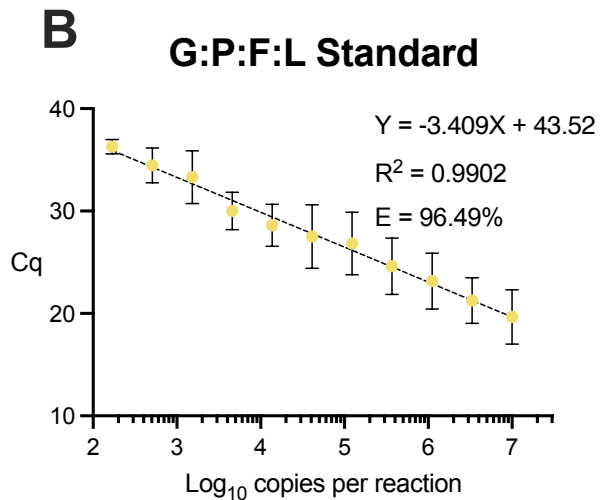 B
G:P:F:L Standard
Y = -3.409X + 43.52
R² = 0.9902
E = 96.49%
Cq
40
30
20
10
2 3 4 5 6 7
Log₁₀ copies per reaction